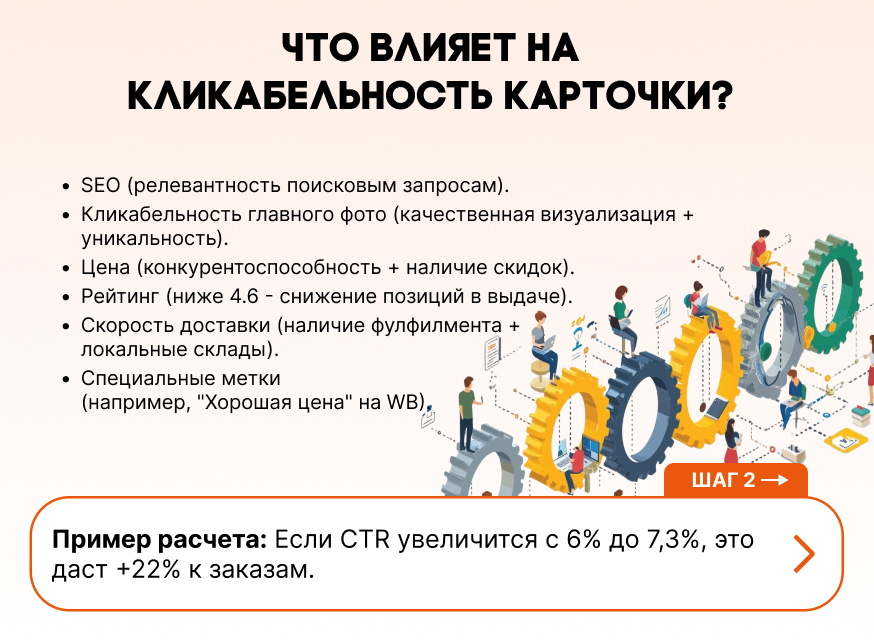 ЧТО ВЛИЯЕТ НА
КЛИКАБЕЛЬНОСТЬ КАРТОЧКИ?
• SEO (релевантность поисковым запросам).
• Кликабельность главного фото (качественная визуализация +
уникальность).
• Цена (конкурентоспособность + наличие скидок).
• Рейтинг (ниже 4.6 - снижение позиций в выдаче).
• Скорость доставки (наличие фулфилмента +
локальные склады).
• Специальные метки
(например, "Хорошая цена" на WB).
ШАГ 2
Пример расчета: Если CTR увеличится с 6% до 7,3%, это
даст +22% к заказам.